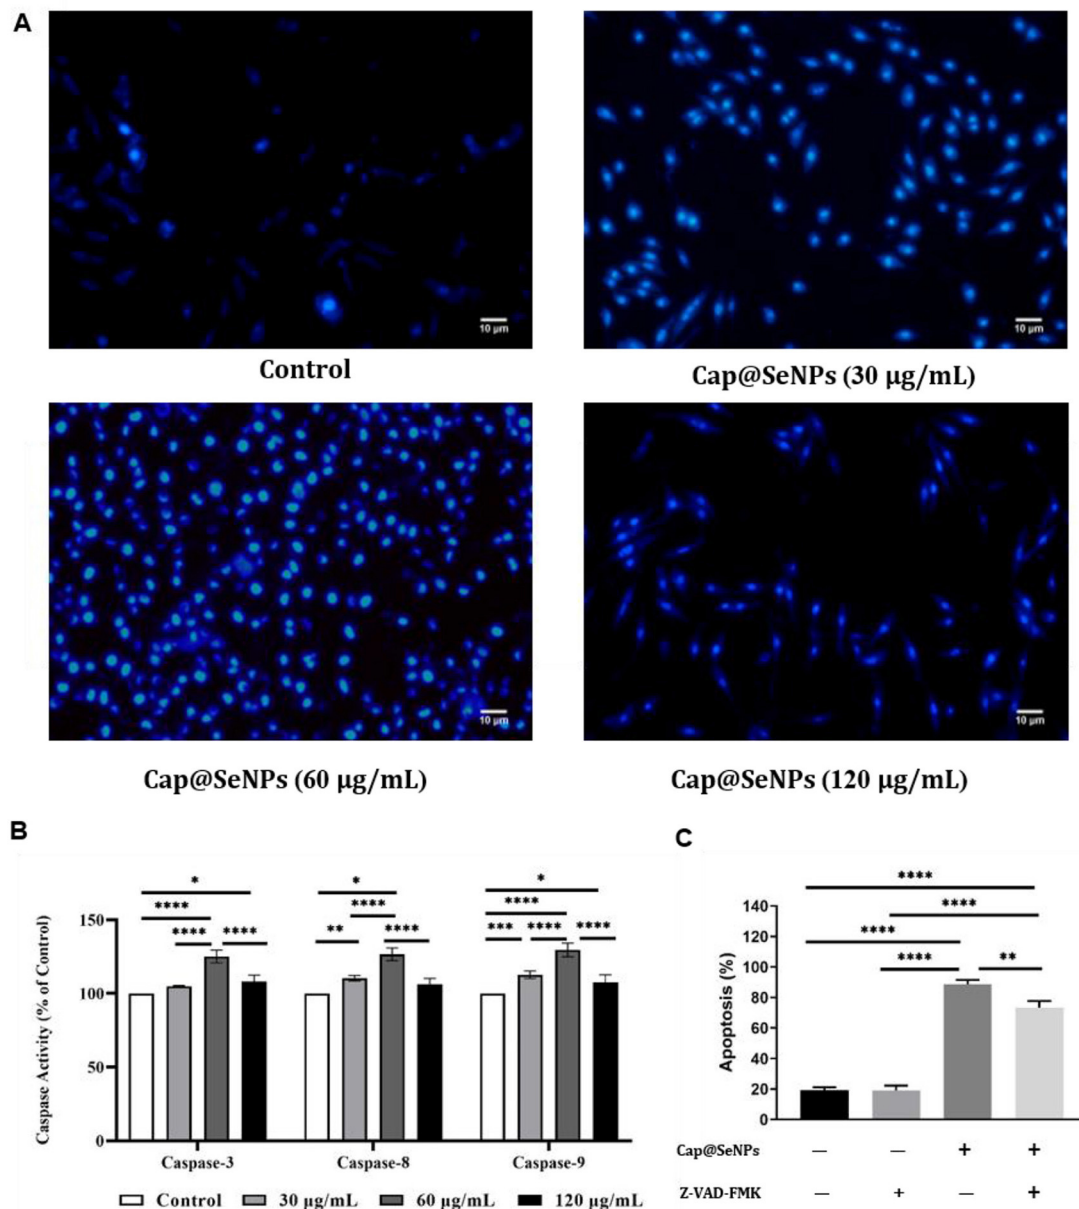 A
10 µm
10 µm
Control
Cap@SeNPs (30 µg/mL)
10 µm
10 µm
Cap@SeNPs (60 µg/mL)
Cap@SeNPs (120 µg/mL)
B
C
Caspase Activity (% of Control)
150
100
50
0
*
****
**** ****
*
****
** ****
*
****
*** **** ****
Caspase-3 Caspase-8 Caspase-9
Control 30 µg/mL 60 µg/mL 120 µg/mL
Apoptosis (%)
140
120
100
80
60
40
20
0
****
****
****
**** **
Cap@SeNPs — — + +
Z-VAD-FMK — + — +